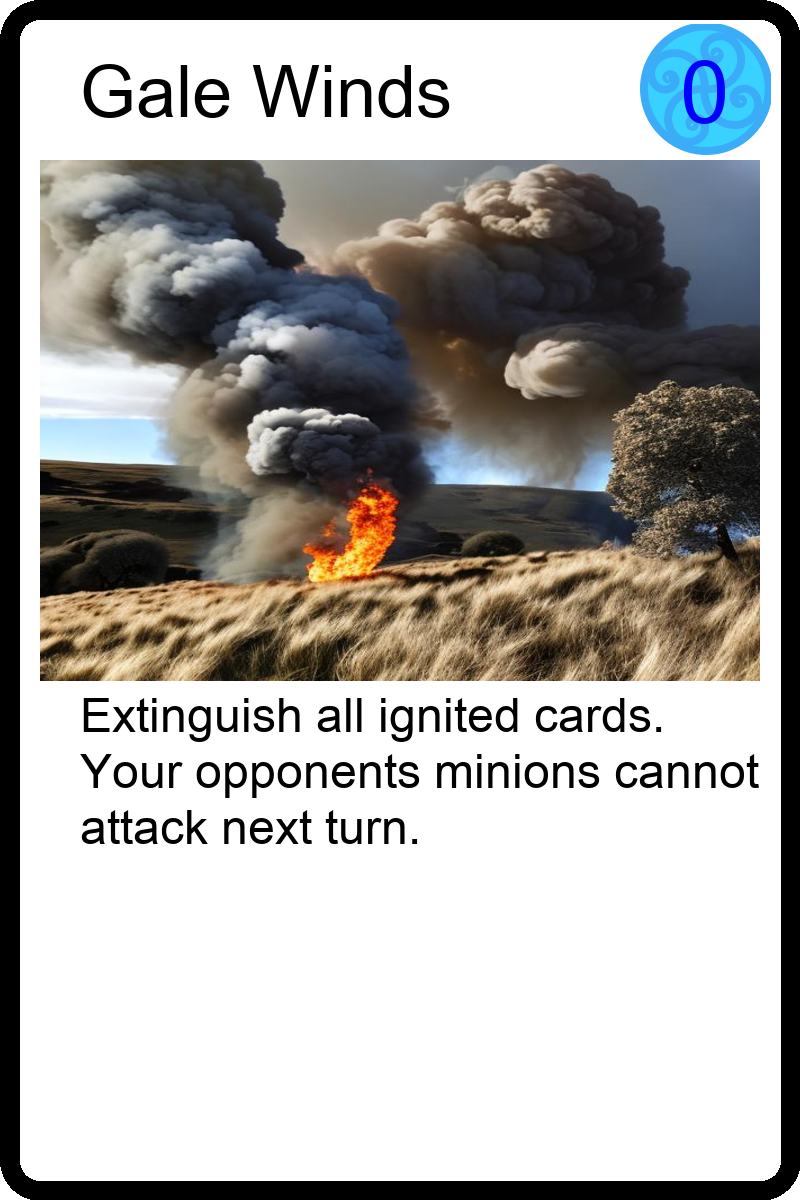 Gale Winds
0
Extinguish all ignited cards.
Your opponents minions cannot
attack next turn.